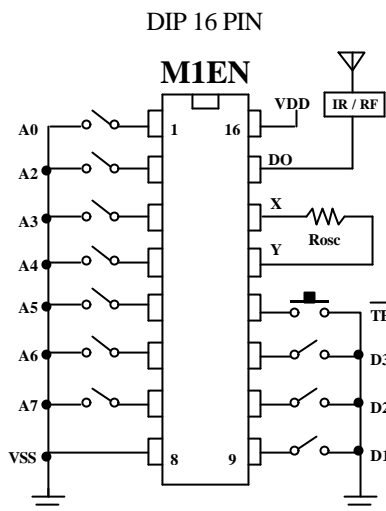 DIP 16 PIN
M1EN
IR / RF
VDD
A0 1 16
DO
A2 8 9
X
A3
Rosc
Y
A4
A5
A6 D3
A7 D2
VSS D1